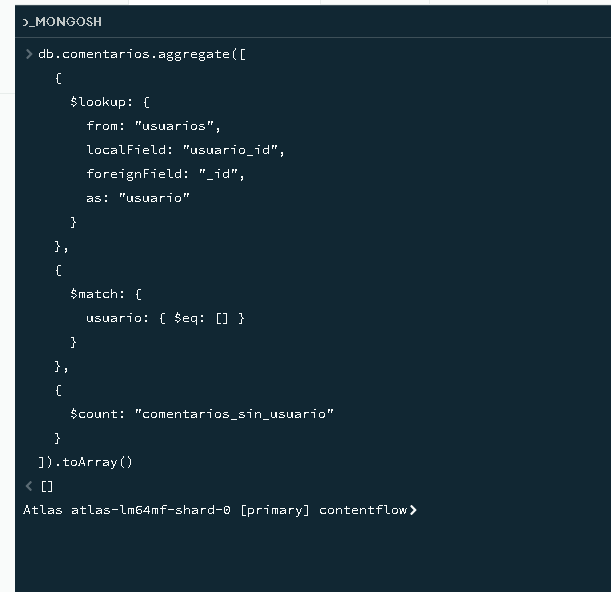 >_MONGOSH
> db.comentarios.aggregate([
    {
      $lookup: {
        from: "usuarios",
        localField: "usuario_id",
        foreignField: "_id",
        as: "usuario"
      }
    },
    {
      $match: {
        usuario: { $eq: [] }
      }
    },
    {
      $count: "comentarios_sin_usuario"
    }
  ]).toArray()
< []
Atlas atlas-lm64mf-shard-0 [primary] contentflow>